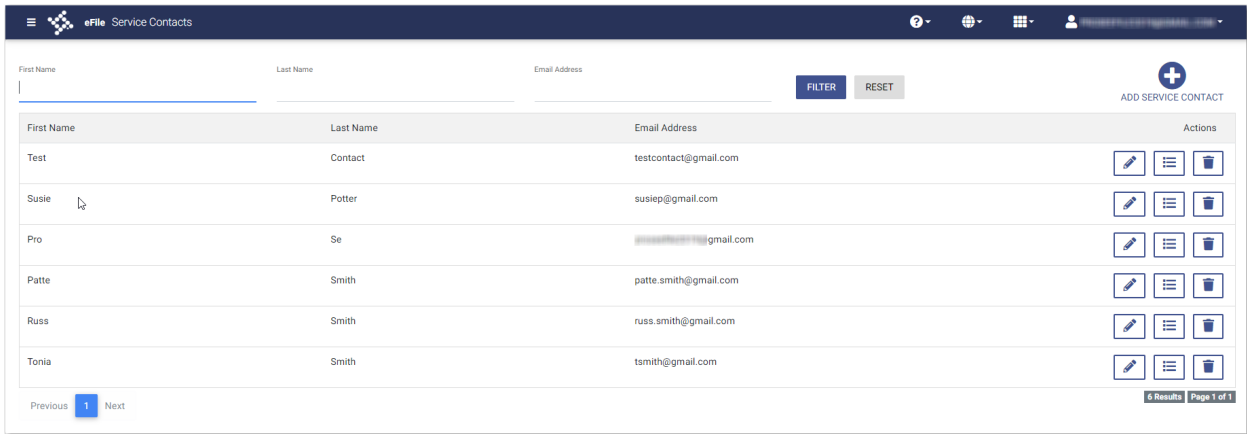 eFile Service Contacts
First Name Last Name Email Address
FILTER RESET
ADD SERVICE CONTACT
First Name Last Name Email Address Actions
Test Contact testcontact@gmail.com
Susie Potter susiep@gmail.com
Pro Se gmail.com
Patte Smith patte.smith@gmail.com
Russ Smith russ.smith@gmail.com
Tonia Smith tsmith@gmail.com
Previous 1 Next
6 Results Page 1 of 1